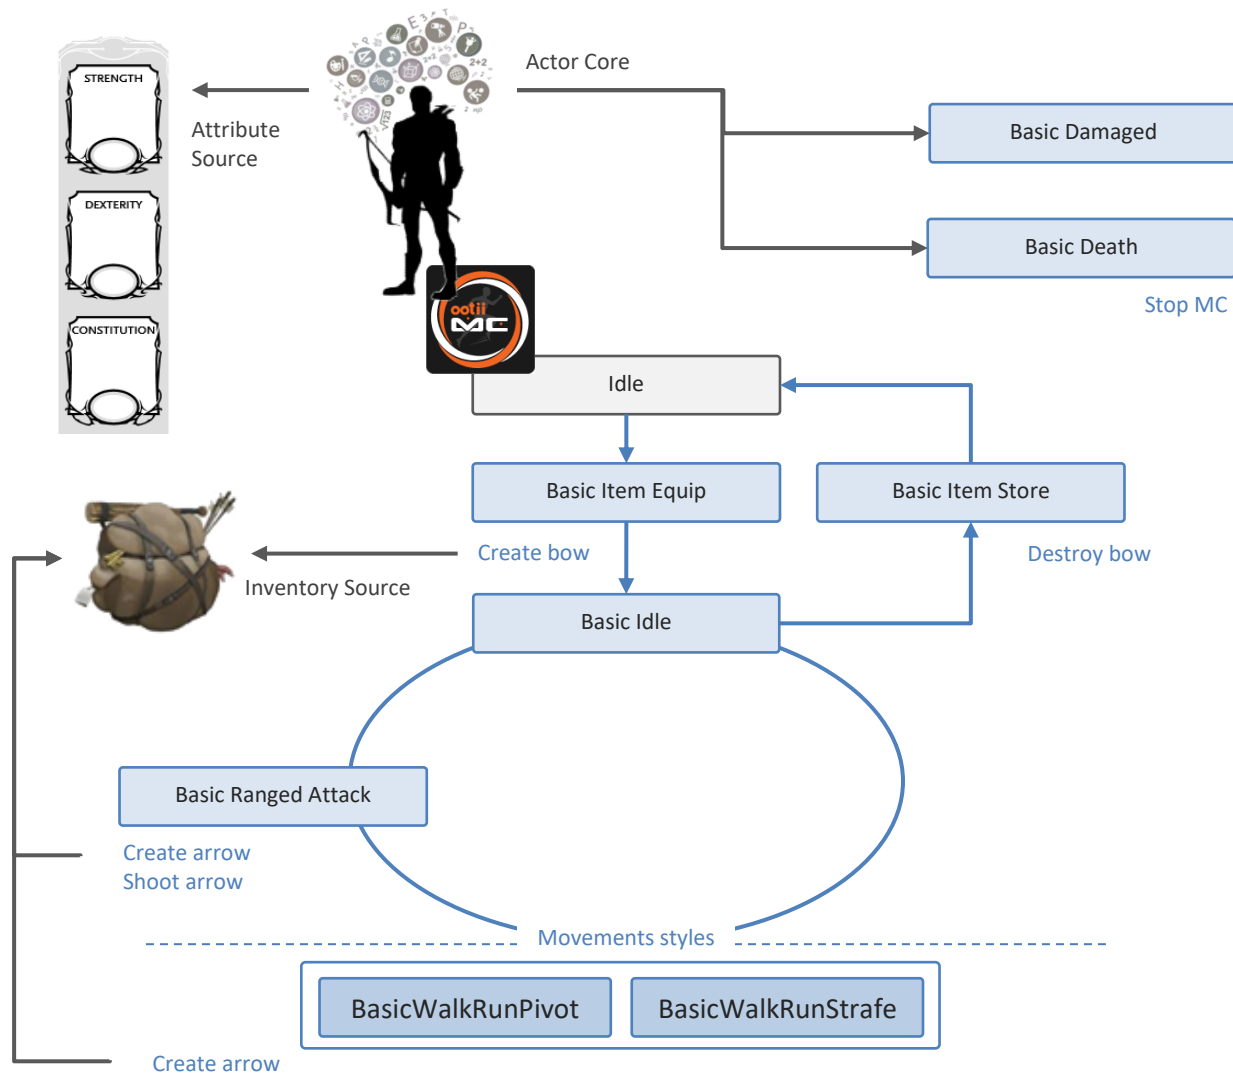 Actor Core
STRENGTH
Attribute
Source
Basic Damaged
DEXTERITY
Basic Death
Stop MC
ootii
MC
CONSTITUTION
Idle
Basic Item Equip
Basic Item Store
Create bow
Destroy bow
Inventory Source
Basic Idle
Basic Ranged Attack
Create arrow
Shoot arrow
Movements styles
BasicWalkRunPivot
BasicWalkRunStrafe
Create arrow